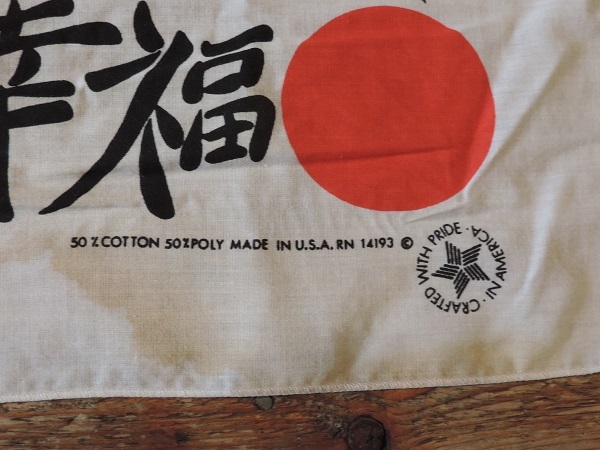 幸福
50 % COTTON 50%POLY MADE IN U.S.A. RN 14193 ©
CRAFTED WITH PRIDE · IN AMERICA ·